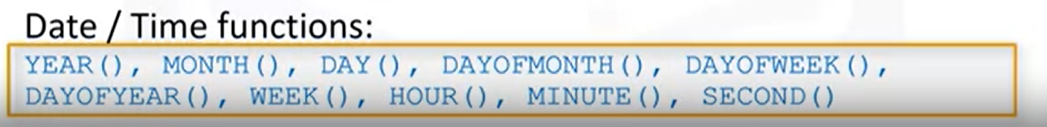 Date / Time functions:
YEAR(), MONTH(), DAY(), DAYOFMONTH(), DAYOFWEEK(),
DAYOFYEAR(), WEEK(), HOUR(), MINUTE(), SECOND()